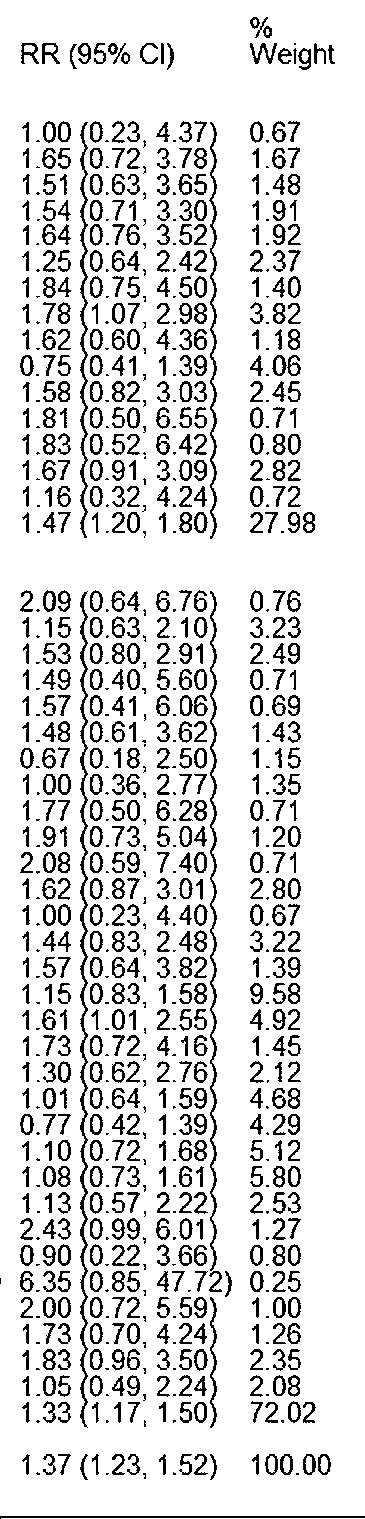 %
RR (95% CI) Weight
1.00 (0.23, 4.37) 0.67
1.65 (0.72, 3.78) 1.67
1.51 (0.63, 3.65) 1.48
1.54 (0.71, 3.30) 1.91
1.64 (0.76, 3.52) 1.92
1.25 (0.64, 2.42) 2.37
1.84 (0.75, 4.50) 1.40
1.78 (1.07, 2.98) 3.82
1.62 (0.60, 4.36) 1.18
0.75 (0.41, 1.39) 4.06
1.58 (0.82, 3.03) 2.45
1.81 (0.50, 6.55) 0.71
1.83 (0.52, 6.42) 0.80
1.67 (0.91, 3.09) 2.82
1.16 (0.32, 4.24) 0.72
1.47 (1.20, 1.80) 27.98
2.09 (0.64, 6.76) 0.76
1.15 (0.63, 2.10) 3.23
1.53 (0.80, 2.91) 2.49
1.49 (0.40, 5.60) 0.71
1.57 (0.41, 6.06) 0.69
1.48 (0.61, 3.62) 1.43
0.67 (0.18, 2.50) 1.15
1.00 (0.36, 2.77) 1.35
1.77 (0.50, 6.28) 0.71
1.91 (0.73, 5.04) 1.20
2.08 (0.59, 7.40) 0.71
1.62 (0.87, 3.01) 2.80
1.00 (0.23, 4.40) 0.67
1.44 (0.83, 2.48) 3.22
1.57 (0.64, 3.82) 1.39
1.15 (0.83, 1.58) 9.58
1.61 (1.01, 2.55) 4.92
1.73 (0.72, 4.16) 1.45
1.30 (0.62, 2.76) 2.12
1.01 (0.64, 1.59) 4.68
0.77 (0.42, 1.39) 4.29
1.10 (0.72, 1.68) 5.12
1.08 (0.73, 1.61) 5.80
1.13 (0.57, 2.22) 2.53
2.43 (0.99, 6.01) 1.27
0.90 (0.22, 3.66) 0.80
6.35 (0.85, 47.72) 0.25
2.00 (0.72, 5.59) 1.00
1.73 (0.70, 4.24) 1.26
1.83 (0.96, 3.50) 2.35
1.05 (0.49, 2.24) 2.08
1.33 (1.17, 1.50) 72.02
1.37 (1.23, 1.52) 100.00